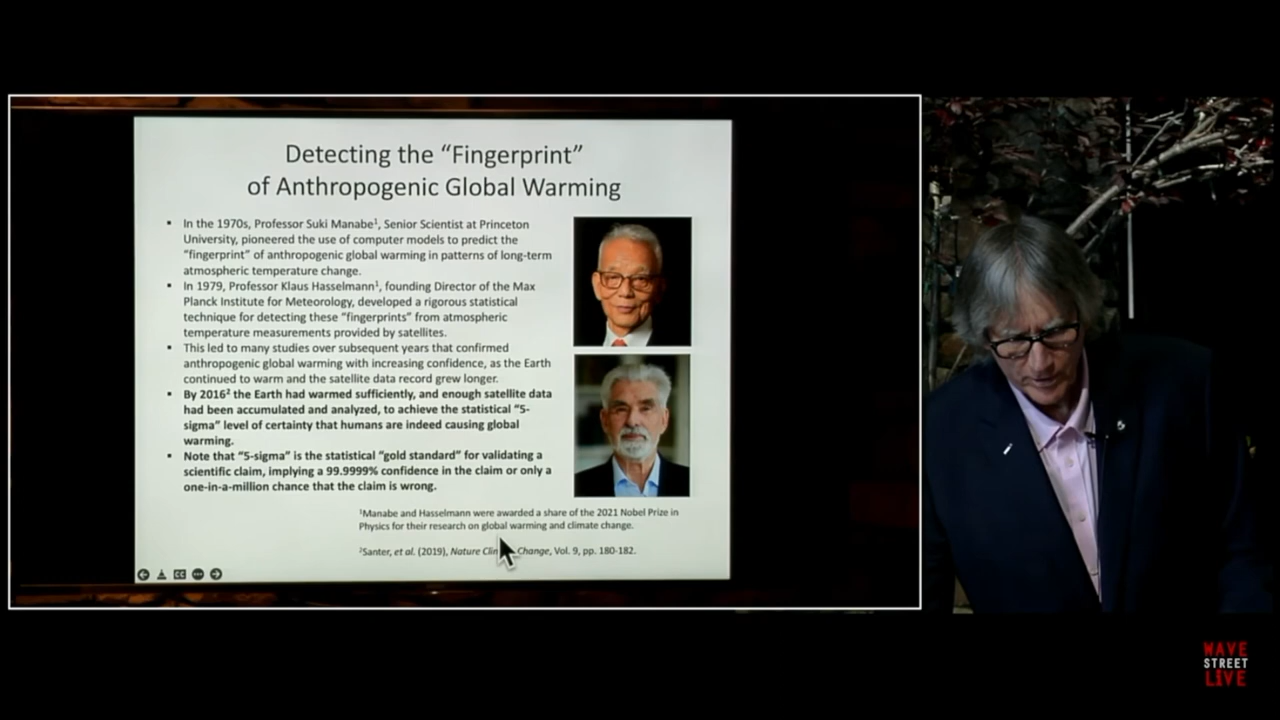 Detecting the “Fingerprint”
of Anthropogenic Global Warming
▪ In the 1970s, Professor Suki Manabe¹, Senior Scientist at Princeton
University, pioneered the use of computer models to predict the
“fingerprint” of anthropogenic global warming in patterns of long-term
atmospheric temperature change.
▪ In 1979, Professor Klaus Hasselmann¹, founding Director of the Max
Planck Institute for Meteorology, developed a rigorous statistical
technique for detecting these “fingerprints” from atmospheric
temperature measurements provided by satellites.
▪ This led to many studies over subsequent years that confirmed
anthropogenic global warming with increasing confidence, as the Earth
continued to warm and the satellite data record grew longer.
▪ By 2016² the Earth had warmed sufficiently, and enough satellite data
had been accumulated and analyzed, to achieve the statistical “5-
sigma” level of certainty that humans are indeed causing global
warming.
▪ Note that “5-sigma” is the statistical “gold standard” for validating a
scientific claim, implying a 99.9999% confidence in the claim or only a
one-in-a-million chance that the claim is wrong.
¹Manabe and Hasselmann were awarded a share of the 2021 Nobel Prize in
Physics for their research on global warming and climate change.
²Santer, et al. (2019), Nature Change, Vol. 9, pp. 180-182.
CC
WAVE
STREET
LIVE